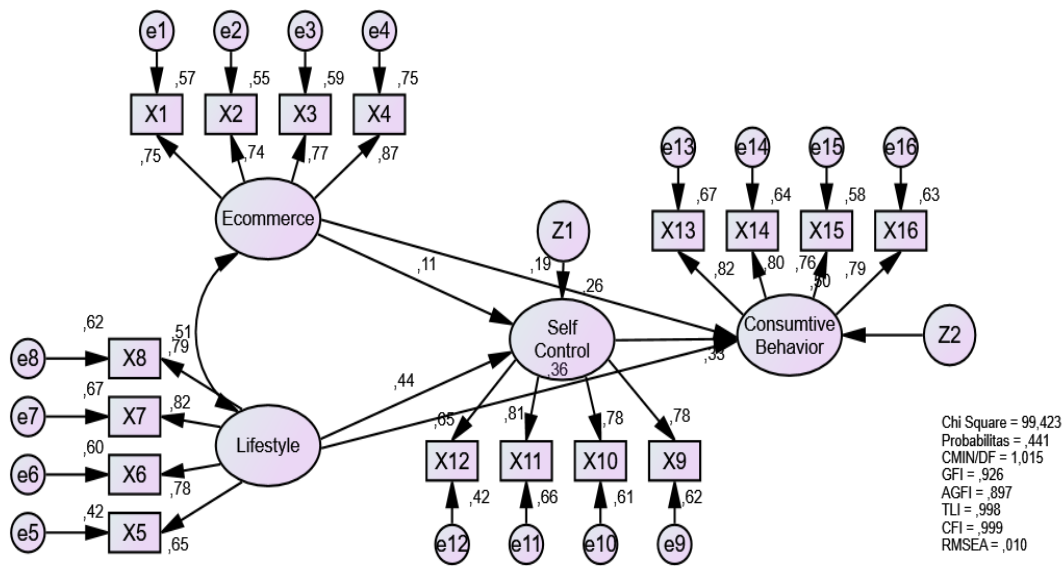 e1 e2 e3 e4
,57 ,55 ,59 ,75
X1 X2 X3 X4
,75 ,74 ,77 ,87
Ecommerce
e13 e14 e15 e16
,67 ,64 ,58 ,63
X13 X14 X15 X16
,82 ,80 ,76 ,79
,50
Z1
,11 ,19
,26
Self
Control
Consumtive
Behavior
Z2
,51
,62
e8 X8 ,79
,67
e7 X7 ,82
,60
e6 X6 ,78
,42
e5 X5 ,65
Lifestyle
,44 ,36 ,33
,65 ,81 ,78 ,78
X12 X11 X10 X9
,42 ,66 ,61 ,62
e12 e11 e10 e9
Chi Square = 99,423
Probabilitas = ,441
CMIN/DF = 1,015
GFI = ,926
AGFI = ,897
TLI = ,998
CFI = ,999
RMSEA = ,010